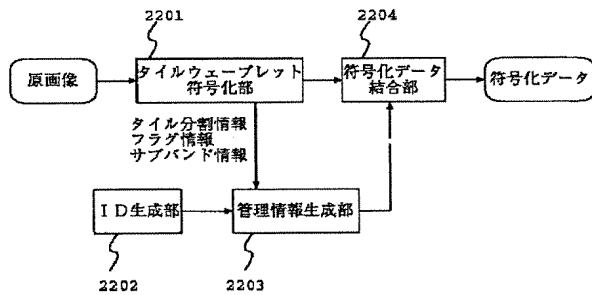 2201
2204
原画像
タイルウェーブレット
符号化部
符号化データ
結合部
符号化データ
タイル分割情報
フラグ情報
サブバンド情報
ID生成部
管理情報生成部
2202
2203